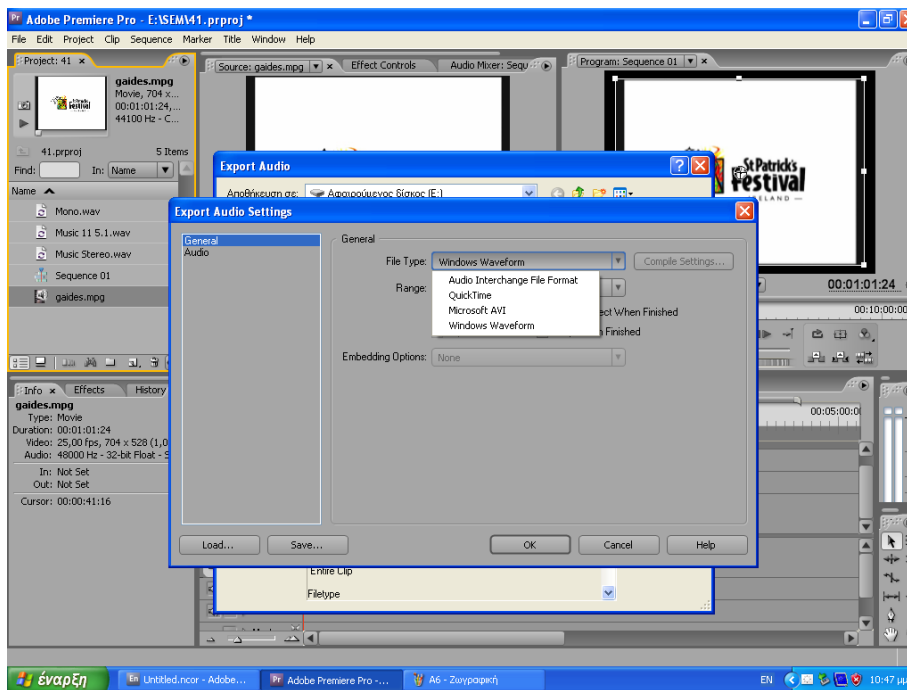 Adobe Premiere Pro - E:\SEM\41.prproj *
File Edit Project Clip Sequence Marker Title Window Help
Project: 41
gaides.mpg
Movie, 704 x...
00:01:01:24,...
44100 Hz - C...
41.prproj 5 Items
Find: In: Name
Name
Mono.wav
Music 11 5.1.wav
Music Stereo.wav
Sequence 01
gaides.mpg
Source: gaides.mpg Effect Controls Audio Mixer: Sequ
Program: Sequence 01
St Patrick's
Festival
00:01:01:24
00:10:00:00
Export Audio
Αποθήκευση σε: Αφαιρούμενος δίσκος (E:)
Export Audio Settings
General
Audio
General
File Type: Windows Waveform Compile Settings...
Audio Interchange File Format
QuickTime
Microsoft AVI
Windows Waveform
Range:
ect When Finished
Finished
Embedding Options: None
Load... Save... OK Cancel Help
Entire Clip
Filetype
Info Effects History
gaides.mpg
Type: Movie
Duration: 00:01:01:24
Video: 25,00 fps, 704 x 528 (1,0
Audio: 48000 Hz - 32-bit Float - S
In: Not Set
Out: Not Set
Cursor: 00:00:41:16
00:05:00:0
έναρξη Untitled.ncor - Adobe... Adobe Premiere Pro -... A6 - Ζωγραφική EN 10:47 μμ